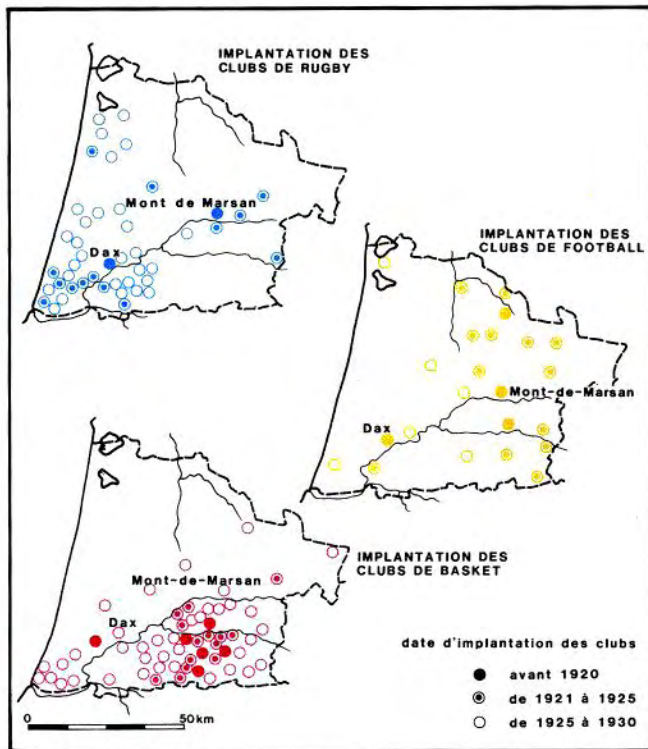 IMPLANTATION DES
CLUBS DE RUGBY
Mont de Marsan
Dax
IMPLANTATION DES
CLUBS DE FOOTBALL
Mont-de-Marsan
Dax
IMPLANTATION DES
CLUBS DE BASKET
Mont-de-Marsan
Dax
date d'implantation des clubs
avant 1920
de 1921 à 1925
de 1925 à 1930
0 50km